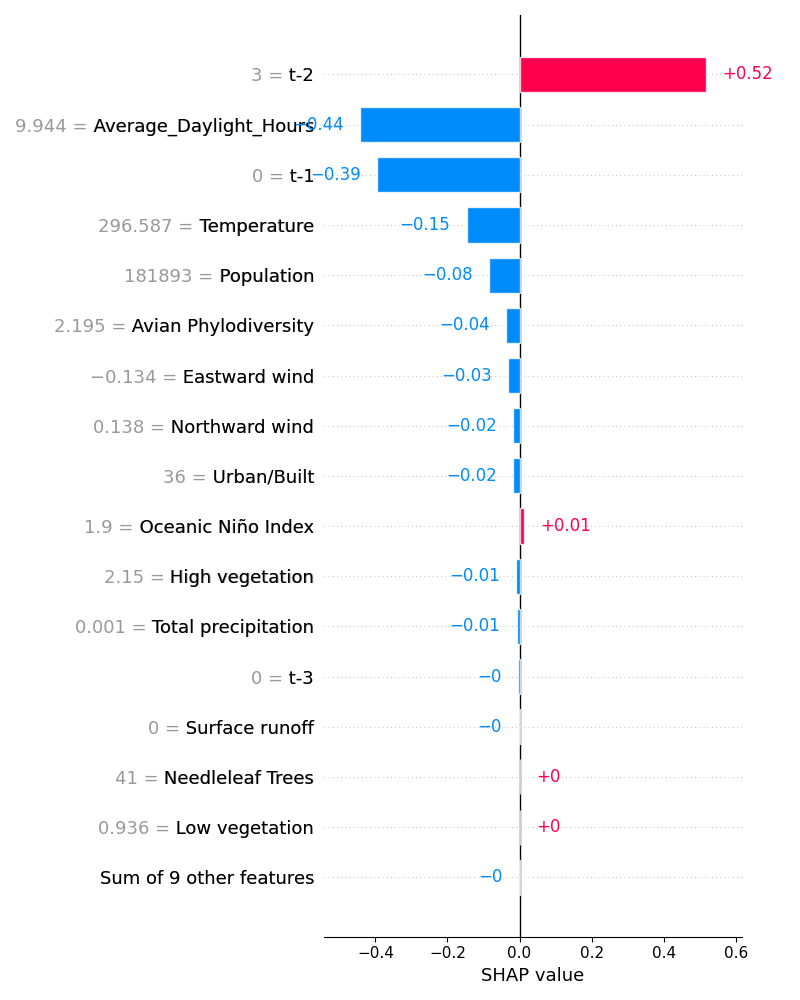 3 = t-2 +0.52
9.944 = Average_Daylight_Hours −0.44
0 = t-1 −0.39
296.587 = Temperature −0.15
181893 = Population −0.08
2.195 = Avian Phylodiversity −0.04
−0.134 = Eastward wind −0.03
0.138 = Northward wind −0.02
36 = Urban/Built −0.02
1.9 = Oceanic Niño Index +0.01
2.15 = High vegetation −0.01
0.001 = Total precipitation −0.01
0 = t-3 −0
0 = Surface runoff −0
41 = Needleleaf Trees +0
0.936 = Low vegetation +0
Sum of 9 other features −0
−0.4 −0.2 0.0 0.2 0.4 0.6
SHAP value